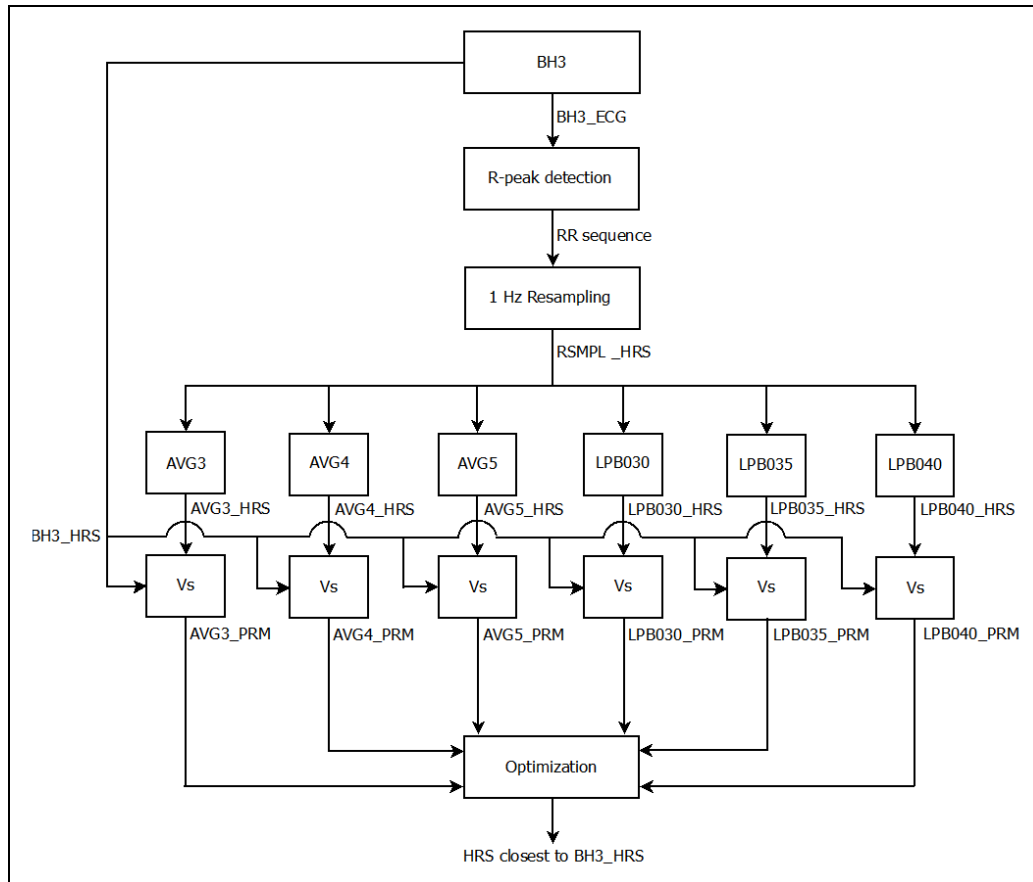 BH3
BH3_ECG
R-peak detection
RR sequence
1 Hz Resampling
RSMPL _HRS
AVG3
AVG4
AVG5
LPB030
LPB035
LPB040
AVG3_HRS
AVG4_HRS
AVG5_HRS
LPB030_HRS
LPB035_HRS
LPB040_HRS
BH3_HRS
Vs
Vs
Vs
Vs
Vs
Vs
AVG3_PRM
AVG4_PRM
AVG5_PRM
LPB030_PRM
LPB035_PRM
LPB040_PRM
Optimization
HRS closest to BH3_HRS